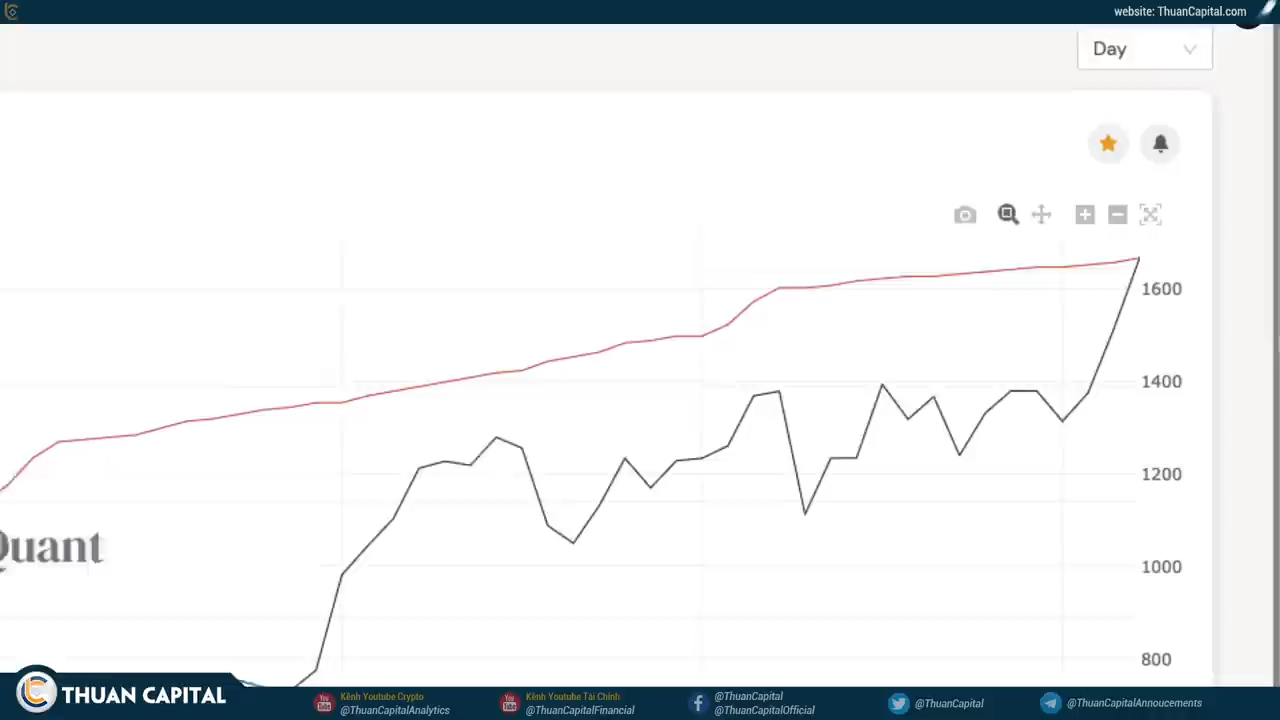 website: ThuanCapital.com
Day
1600
1400
1200
1000
800
Quant
THUAN CAPITAL
Kênh Youtube Crypto
@ThuanCapitalAnalytics
Kênh Youtube Tài Chính
@ThuanCapitalFinancial
@ThuanCapital
@ThuanCapitalOfficial
@ThuanCapital
@ThuanCapitalAnnoucements